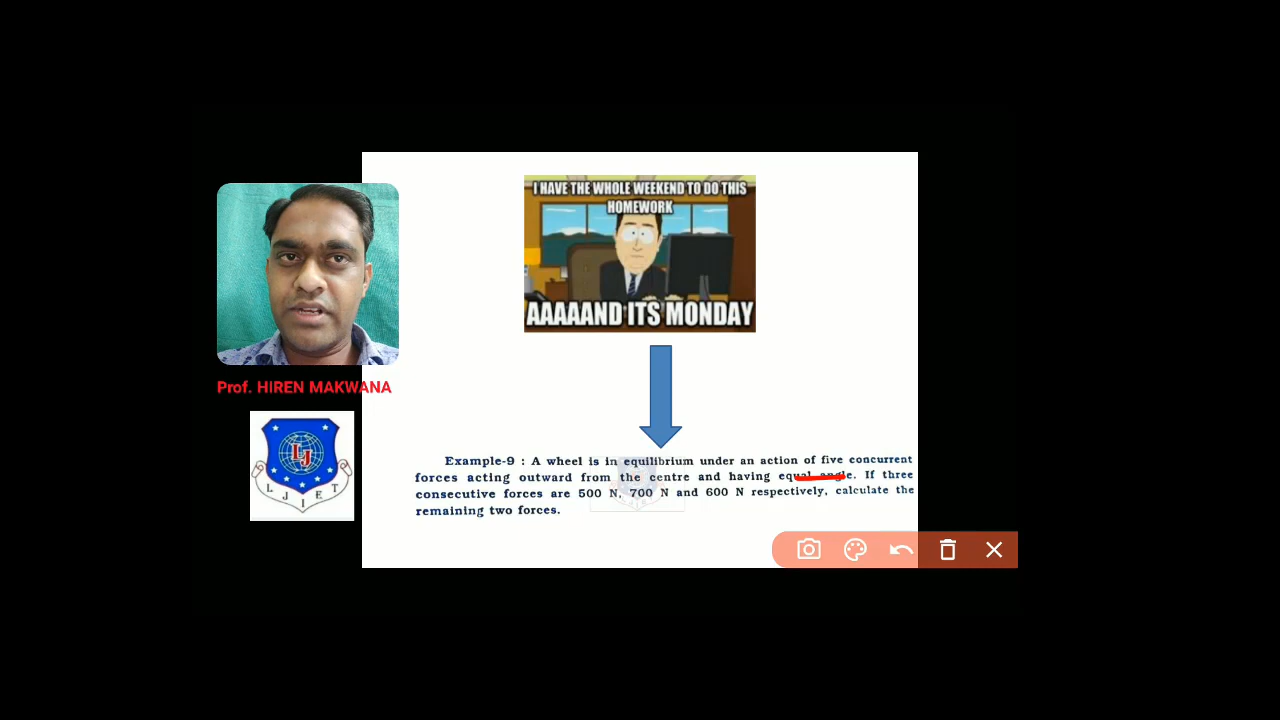 I HAVE THE WHOLE WEEKEND TO DO THIS
HOMEWORK
AAAAAND ITS MONDAY
Prof. HIREN MAKWANA
LJ
LJIET
Example-9 : A wheel is in equilibrium under an action of five concurrent
forces acting outward from the centre and having equal angle. If three
consecutive forces are 500 N, 700 N and 600 N respectively, calculate the
remaining two forces.